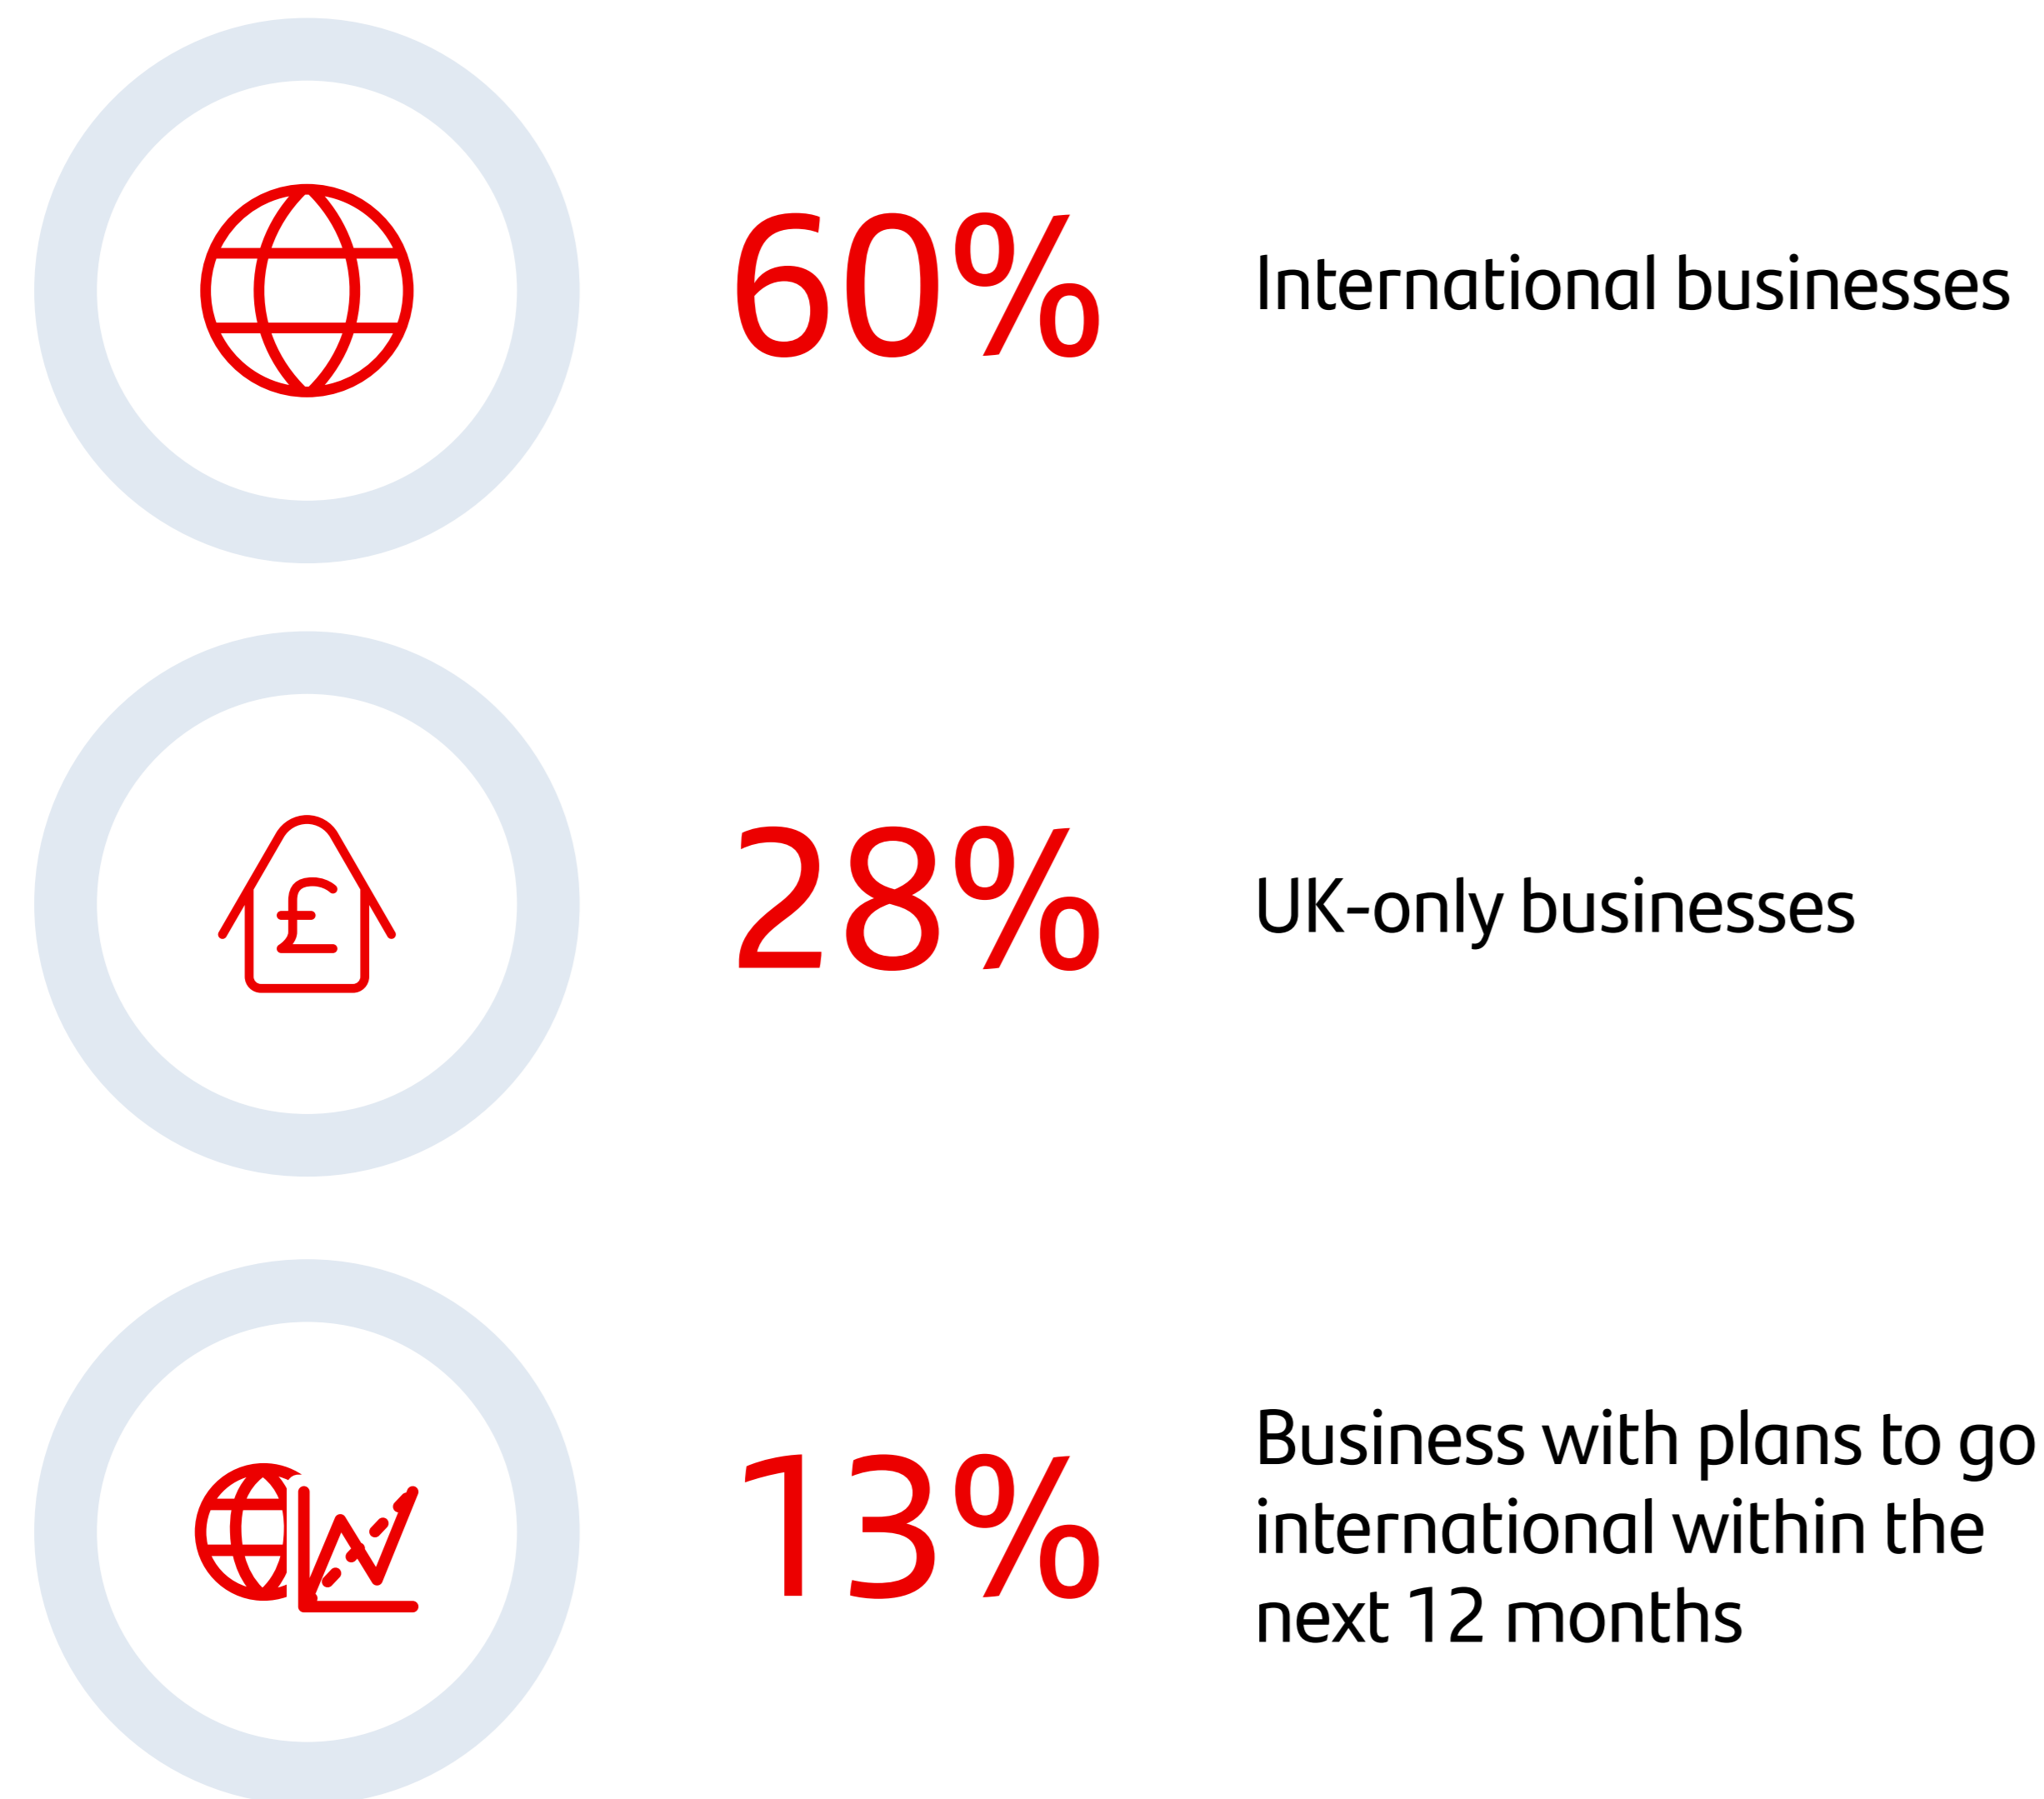 60%
International businesses
£
28%
UK-only businesses
13%
Business with plans to go
international within the
next 12 months